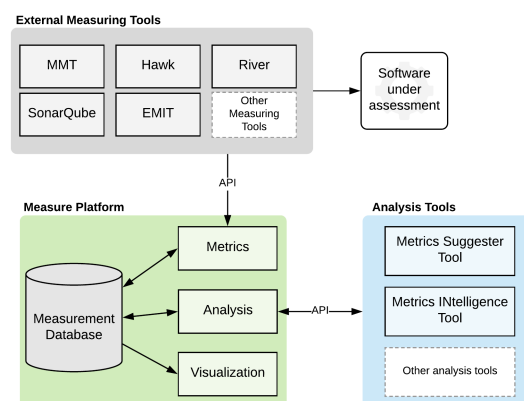 External Measuring Tools
MMT
Hawk
River
SonarQube
EMIT
Other
Measuring
Tools
Software
under
assessment
API
Measure Platform
Metrics
Measurement
Database
Analysis
Visualization
API
Analysis Tools
Metrics Suggester
Tool
Metrics INtelligence
Tool
Other analysis tools